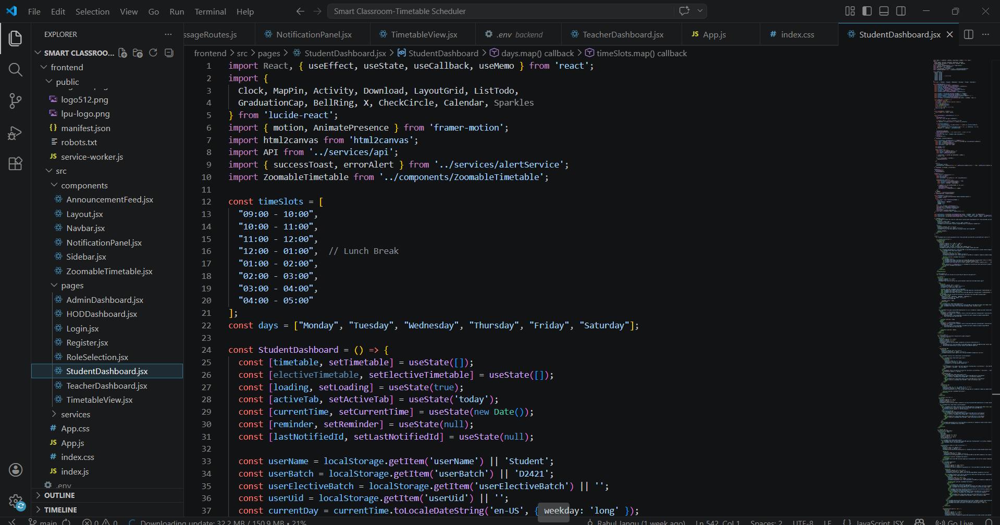 File Edit Selection View Go Run Terminal Help
Smart Classroom-Timetable Scheduler
EXPLORER
SMART CLASSROO...
frontend
public
logo512.png
lpu-logo.png
manifest.json
robots.txt
service-worker.js
src
components
AnnouncementFeed.jsx
Layout.jsx
Navbar.jsx
NotificationPanel.jsx
Sidebar.jsx
ZoomableTimetable.jsx
pages
AdminDashboard.jsx
HODDashboard.jsx
Login.jsx
Register.jsx
RoleSelection.jsx
StudentDashboard.jsx
TeacherDashboard.jsx
TimetableView.jsx
services
App.css
App.js
index.css
index.js
.env
OUTLINE
TIMELINE
ssageRoutes.js NotificationPanel.jsx TimetableView.jsx .env backend TeacherDashboard.jsx App.js index.css StudentDashboard.jsx
frontend > src > pages > StudentDashboard.jsx > StudentDashboard > days.map() callback > timeSlots.map() callback
1 import React, { useEffect, useState, useCallback, useMemo } from 'react';
2 import {
3 Clock, MapPin, Activity, Download, LayoutGrid, ListTodo,
4 GraduationCap, BellRing, X, CheckCircle, Calendar, Sparkles
5 } from 'lucide-react';
6 import { motion, AnimatePresence } from 'framer-motion';
7 import html2canvas from 'html2canvas';
8 import API from '../services/api';
9 import { successToast, errorAlert } from '../services/alertService';
10 import ZoomableTimetable from '../components/ZoomableTimetable';
11
12 const timeSlots = [
13 "09:00 - 10:00",
14 "10:00 - 11:00",
15 "11:00 - 12:00",
16 "12:00 - 01:00", // Lunch Break
17 "01:00 - 02:00",
18 "02:00 - 03:00",
19 "03:00 - 04:00",
20 "04:00 - 05:00"
21 ];
22 const days = ["Monday", "Tuesday", "Wednesday", "Thursday", "Friday", "Saturday"];
23
24 const StudentDashboard = () => {
25 const [timetable, setTimetable] = useState([]);
26 const [electiveTimetable, setElectiveTimetable] = useState([]);
27 const [loading, setLoading] = useState(true);
28 const [activeTab, setActiveTab] = useState('today');
29 const [currentTime, setCurrentTime] = useState(new Date());
30 const [reminder, setReminder] = useState(null);
31 const [lastNotifiedId, setLastNotifiedId] = useState(null);
32
33 const userName = localStorage.getItem('userName') || 'Student';
34 const userBatch = localStorage.getItem('userBatch') || 'D2421';
35 const userElectiveBatch = localStorage.getItem('userElectiveBatch') || '';
36 const userUid = localStorage.getItem('userUid') || '';
37 const currentDay = currentTime.toLocaleDateString('en-US', { weekday: 'long' });
main 0 0 Downloading update: 32.2 MB / 150.9 MB • 21% Rahul Jangu (1 week ago) Ln 542, Col 1 Spaces: 2 UTF-8 LF { } JavaScript JSX Go Live